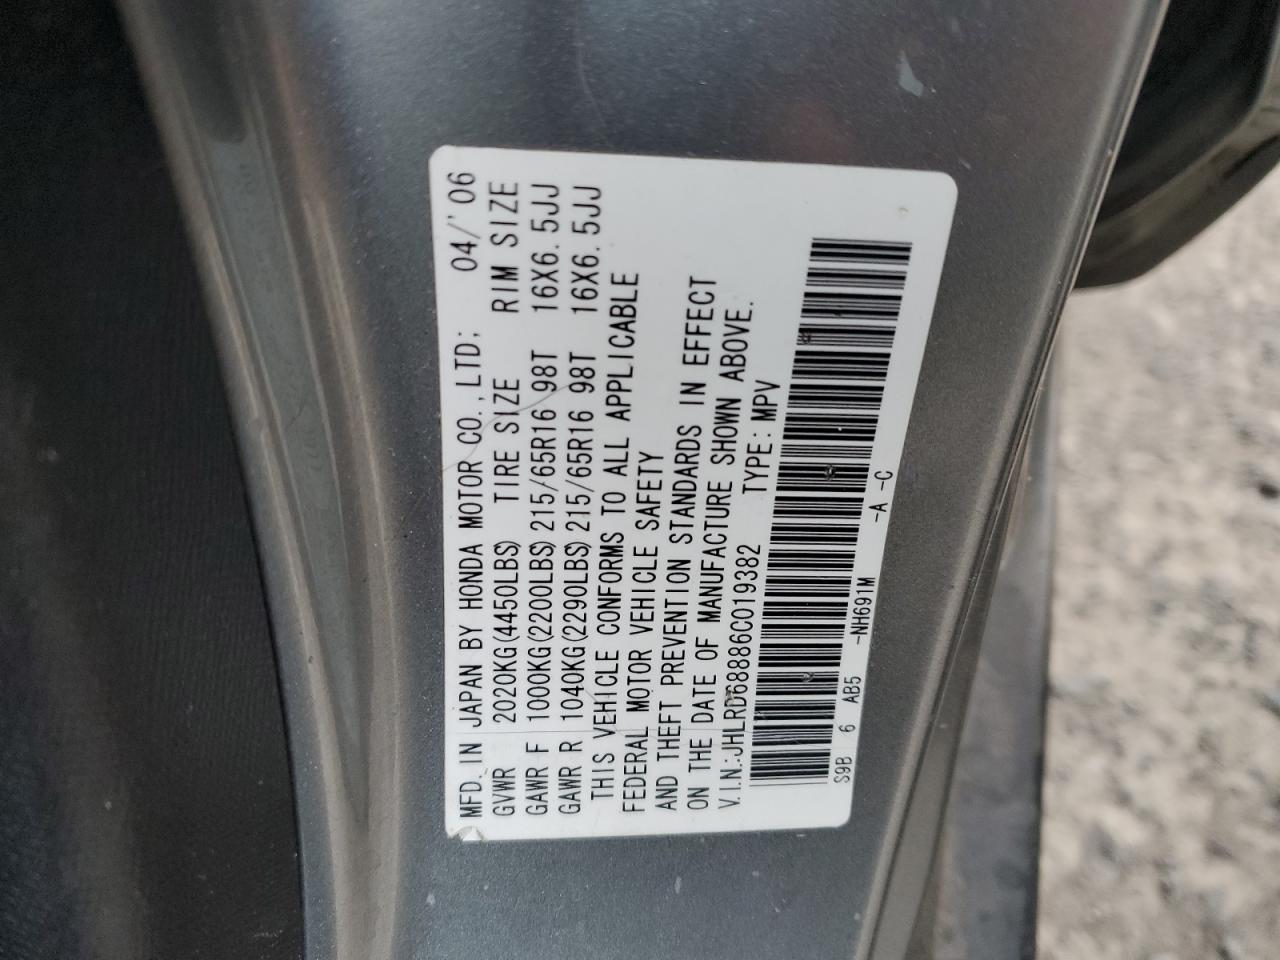 MFD. IN JAPAN BY HONDA MOTOR CO., LTD; 04/'06
GVWR 2020KG(4450LBS) TIRE SIZE RIM SIZE
GAWR F 1000KG(2200LBS) 215/65R16 98T 16X6.5JJ
GAWR R 1040KG(2290LBS) 215/65R16 98T 16X6.5JJ
THIS VEHICLE CONFORMS TO ALL APPLICABLE
FEDERAL MOTOR VEHICLE SAFETY
AND THEFT PREVENTION STANDARDS IN EFFECT
ON THE DATE OF MANUFACTURE SHOWN ABOVE.
V.I.N.:JHLRD68886C019382 TYPE: MPV
S9B 6 AB5 -NH691M -A -C